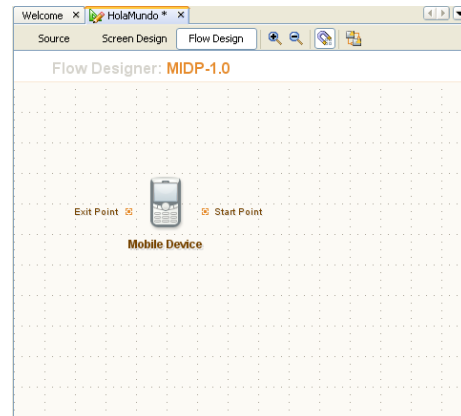 Welcome HolaMundo *
Source Screen Design Flow Design
Flow Designer: MIDP-1.0
Exit Point Start Point
Mobile Device